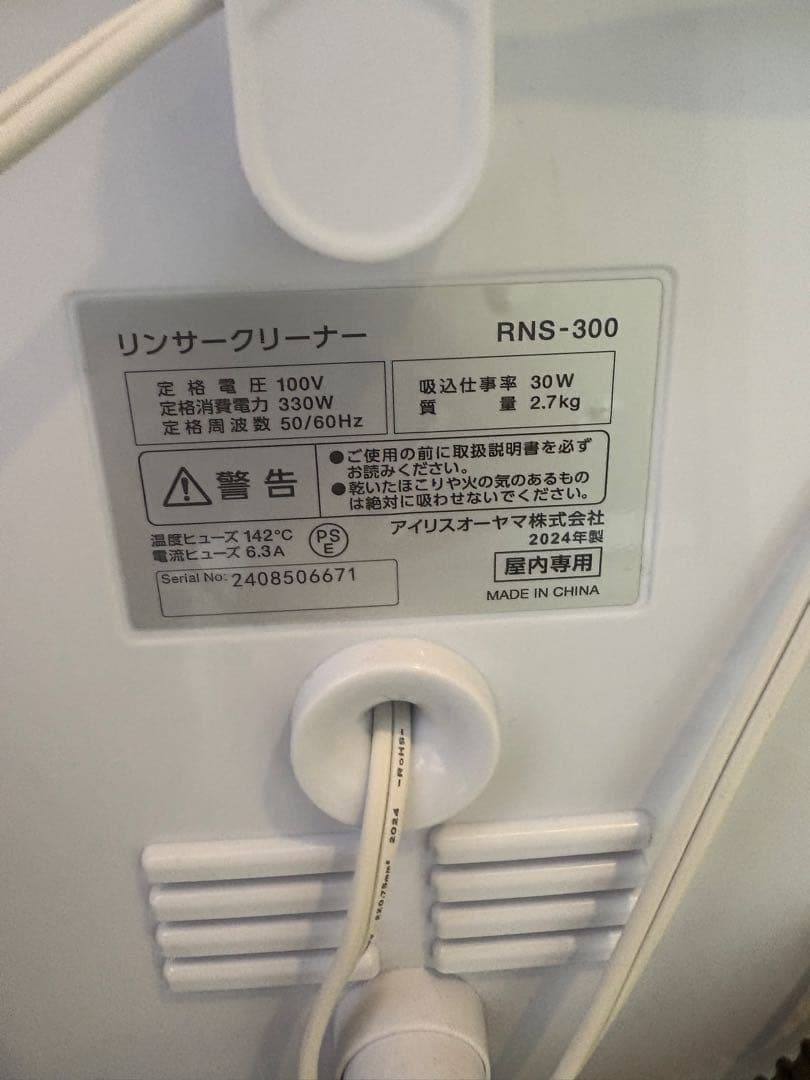 リンサークリーナー
RNS-300
定格電圧 100V
定格消費電力 330W
定格周波数 50/60Hz
吸込仕事率 30W
質量 2.7kg
警告
●ご使用の前に取扱説明書を必ず
お読みください。
●乾いたほこりや火の気のあるもの
は絶対に吸わせないでください。
温度ヒューズ 142℃
電流ヒューズ 6.3A
PS
E
アイリスオーヤマ株式会社
2024年製
屋内専用
Serial No: 2408506671
MADE IN CHINA
2X0.75mm² 2024 -RoHS-